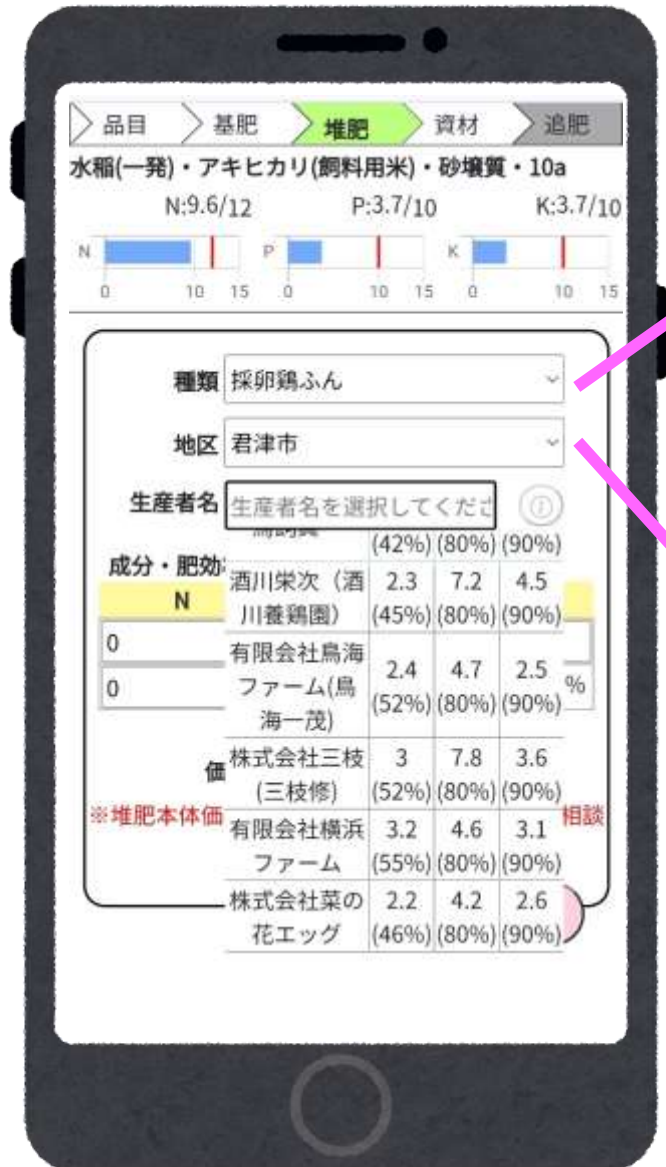 品目 基肥 堆肥 資材 追肥
水稲(一発)・アキヒカリ(飼料用米)・砂壌質・10a
N:9.6/12 P:3.7/10 K:3.7/10
N P K
0 10 15 0 10 15 0 10 15
種類 採卵鶏ふん
地区 君津市
生産者名 生産者名を選択してくださ
(42%) (80%) (90%)
成分・肥効
N
0
0 %
酒川栄次（酒 2.3 7.2 4.5
川養鶏園） (45%) (80%) (90%)
有限会社鳥海
ファーム(鳥 2.4 4.7 2.5
海一茂) (52%) (80%) (90%)
価
株式会社三枝 3 7.8 3.6
(三枝修) (52%) (80%) (90%)
※堆肥本体価 相談
有限会社横浜 3.2 4.6 3.1
ファーム (55%) (80%) (90%)
株式会社菜の 2.2 4.2 2.6
花エッグ (46%) (80%) (90%)